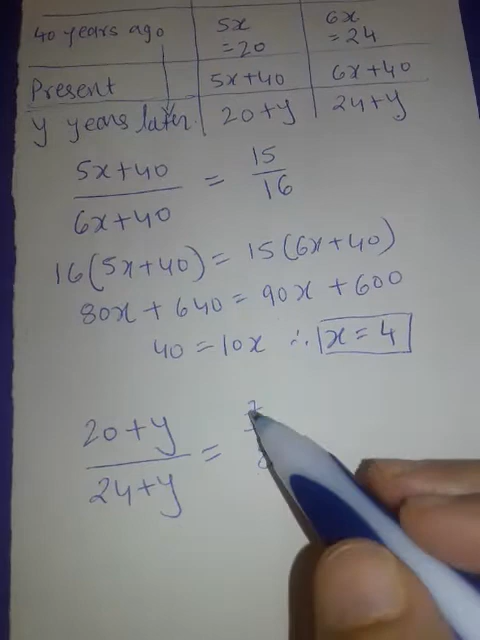 40 years ago 5x =20 6x =24
Present 5x+40 6x+40
y years later. 20+y 24+y
5x+40 / 6x+40 = 15/16
16(5x+40) = 15(6x+40)
80x + 640 = 90x + 600
40 = 10x ∴ x = 4
20+y / 24+y =